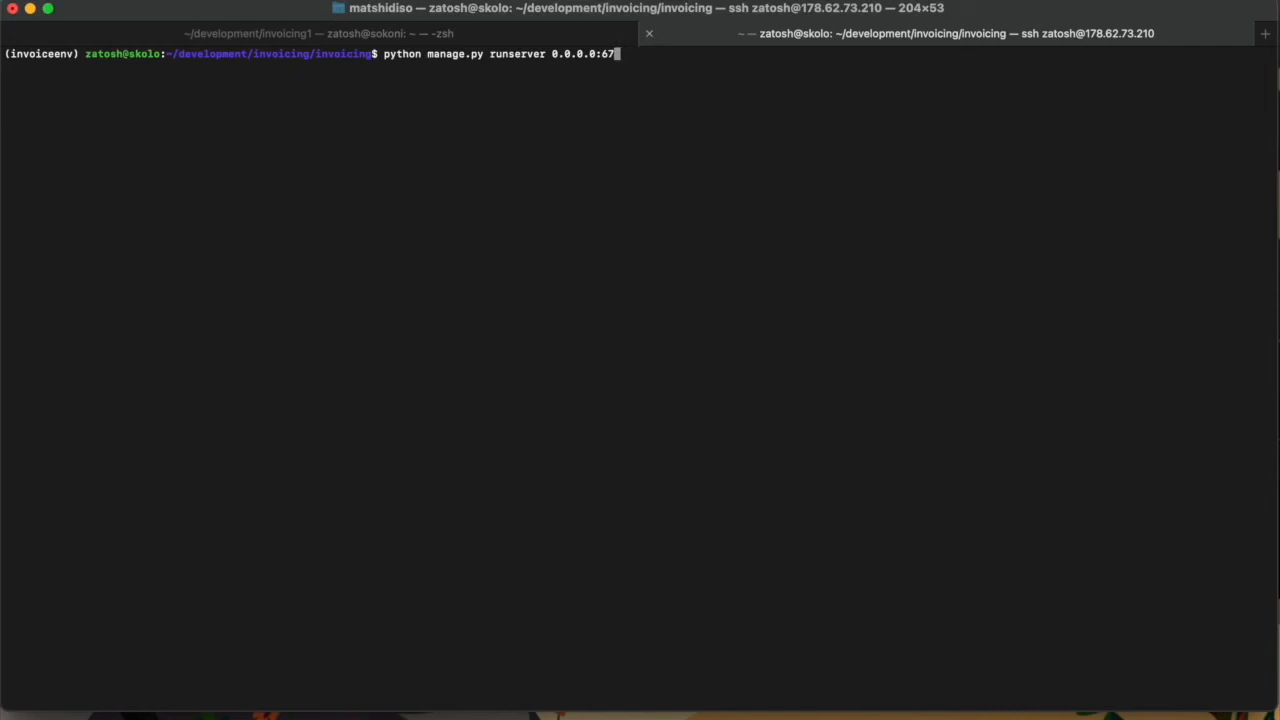 matshidiso — zatosh@skolo: ~/development/invoicing/invoicing — ssh zatosh@178.62.73.210 — 204×53
~/development/invoicing1 — zatosh@sokoni: ~ — -zsh
~ — zatosh@skolo: ~/development/invoicing/invoicing — ssh zatosh@178.62.73.210
(invoiceenv) zatosh@skolo:~/development/invoicing/invoicing$ python manage.py runserver 0.0.0.0:67